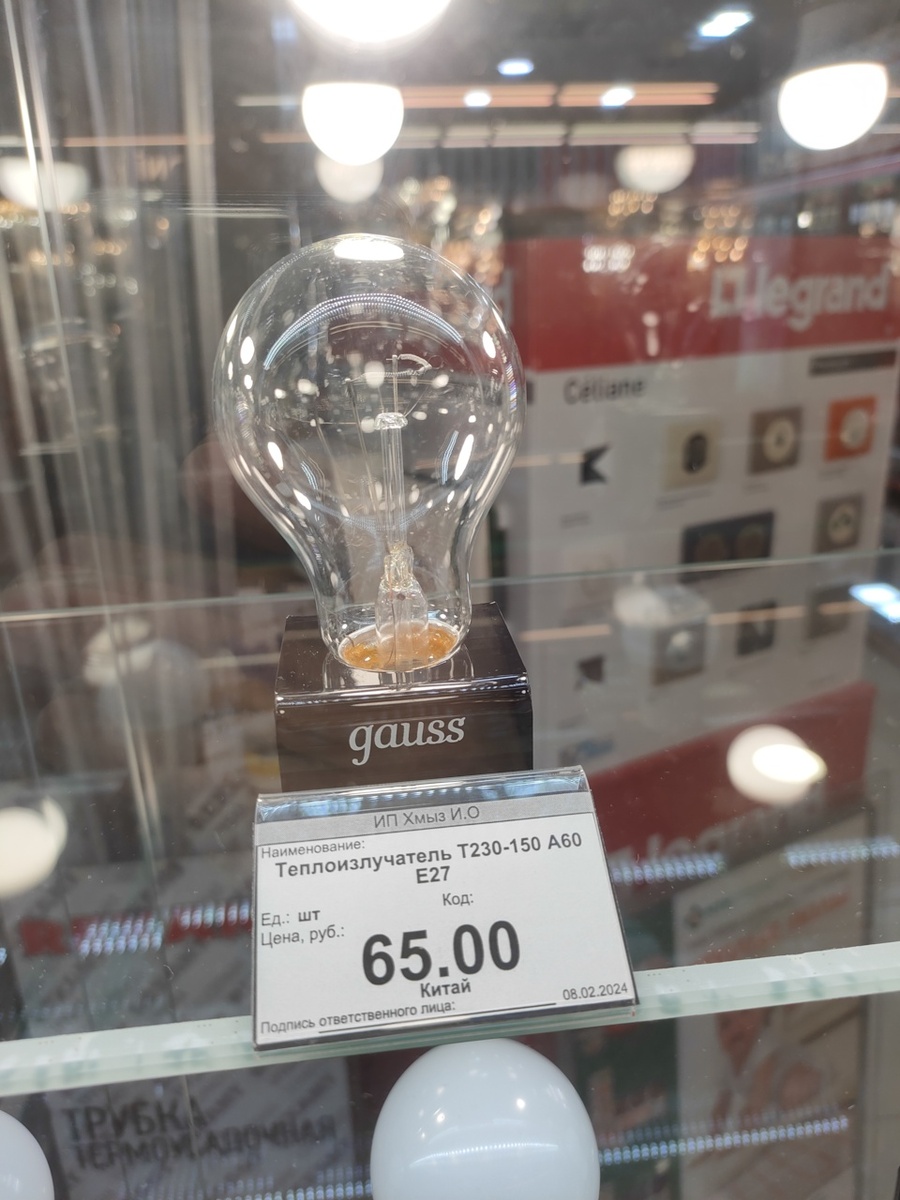 legrand
Céliane
gauss
ИП Хмыз И.О
Наименование:
Теплоизлучатель Т230-150 А60
Е27
Код:
Ед.: шт
Цена, руб.:
65.00
Китай
08.02.2024
Подпись ответственного лица:
ТРУБКА
ТЕРМОУСАДОЧНАЯ